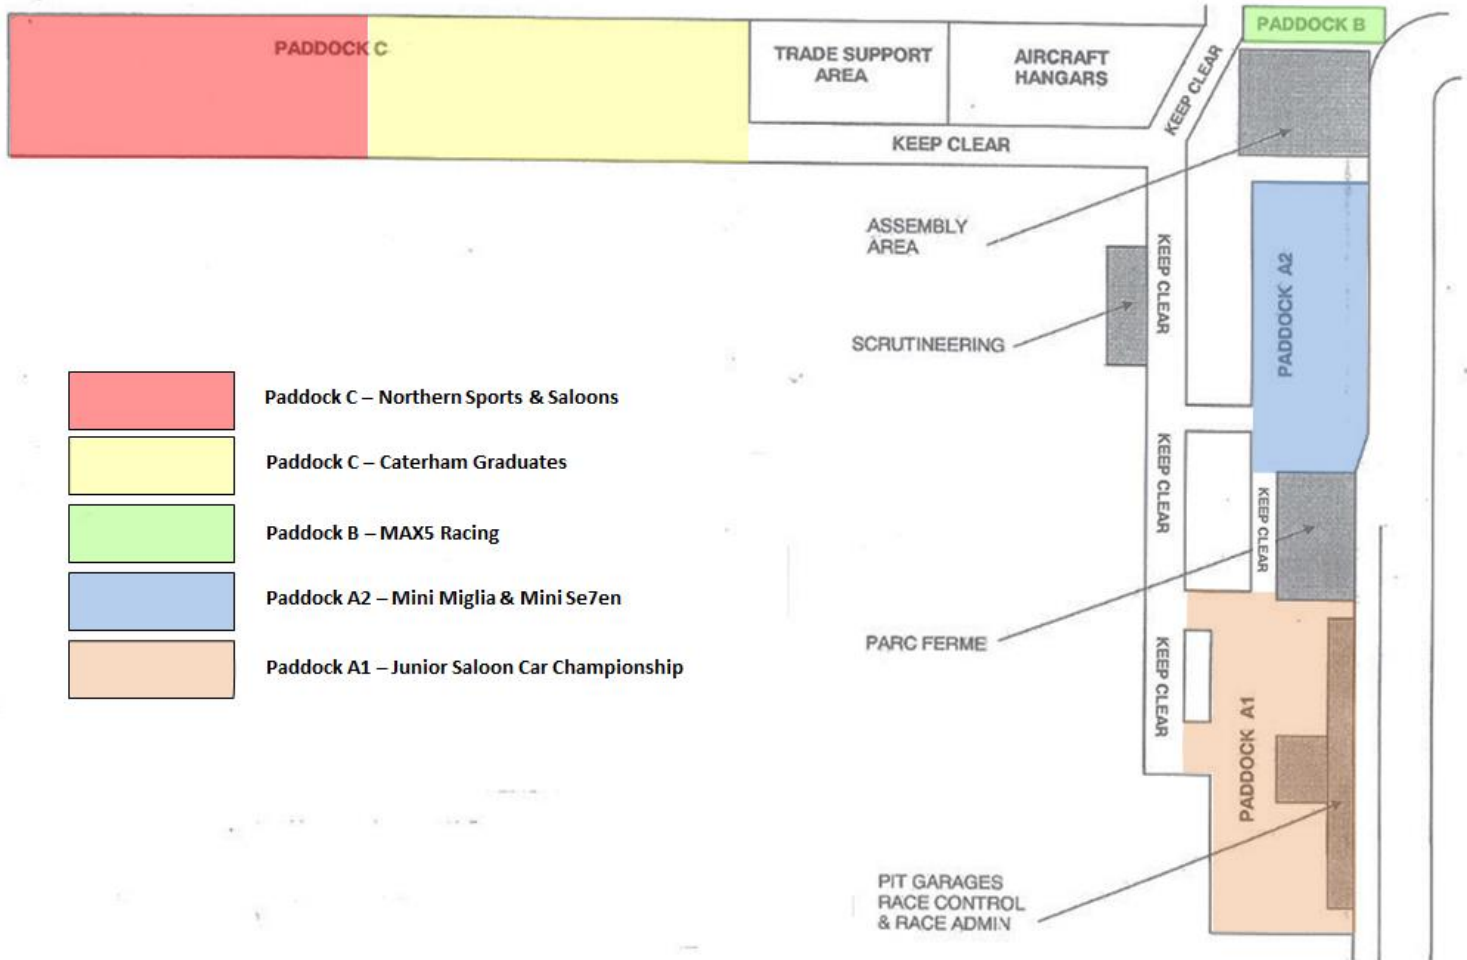 PADDOCK C
TRADE SUPPORT
AREA
AIRCRAFT
HANGARS
KEEP CLEAR
PADDOCK B
KEEP CLEAR
ASSEMBLY
AREA
KEEP CLEAR
PADDOCK A2
SCRUTINEERING
Paddock C – Northern Sports & Saloons
Paddock C – Caterham Graduates
Paddock B – MAX5 Racing
Paddock A2 – Mini Miglia & Mini Se7en
Paddock A1 – Junior Saloon Car Championship
KEEP CLEAR
KEEP CLEAR
PARC FERME
KEEP CLEAR
PADDOCK A1
PIT GARAGES
RACE CONTROL
& RACE ADMIN